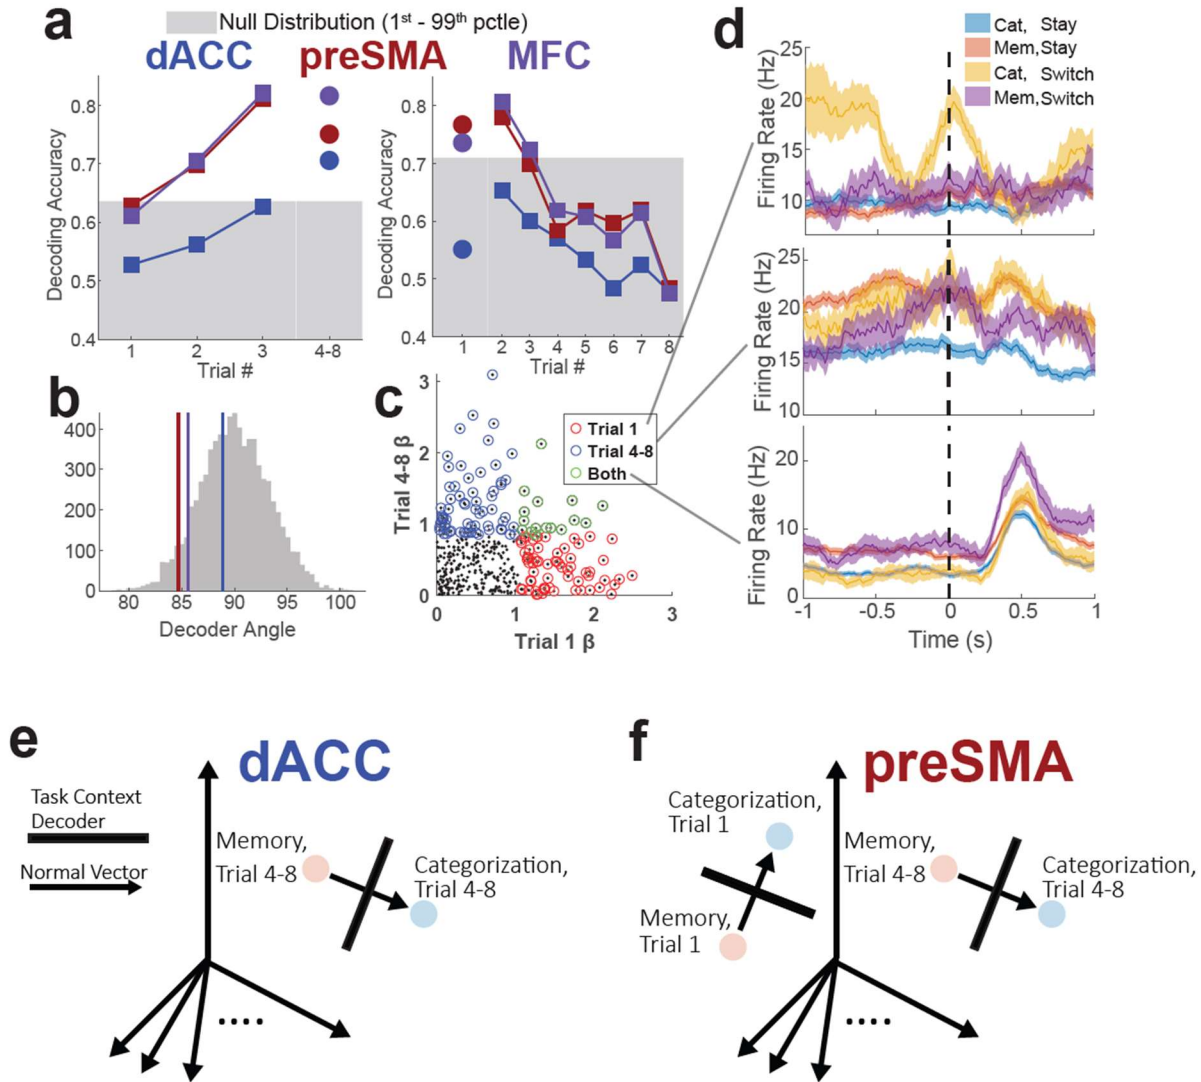 a
Null Distribution (1st - 99th pctle)
dACC preSMA MFC
Decoding Accuracy
0.8
0.7
0.6
0.5
0.4
1 2 3 4-8
Trial #
Decoding Accuracy
0.8
0.7
0.6
0.5
0.4
1 2 3 4 5 6 7 8
Trial #
b
400
300
200
100
0
80 85 90 95 100
Decoder Angle
c
Trial 4-8 β
3
2
1
0
0 1 2 3
Trial 1 β
Trial 1
Trial 4-8
Both
d
Cat, Stay
Mem, Stay
Cat, Switch
Mem, Switch
Firing Rate (Hz)
25
20
15
10
Firing Rate (Hz)
25
20
15
10
Firing Rate (Hz)
20
10
0
-1 -0.5 0 0.5 1
Time (s)
e
dACC
Task Context
Decoder
Normal Vector
Memory,
Trial 4-8
Categorization,
Trial 4-8
....
f
preSMA
Categorization,
Trial 1
Memory,
Trial 1
Memory,
Trial 4-8
Categorization,
Trial 4-8
....